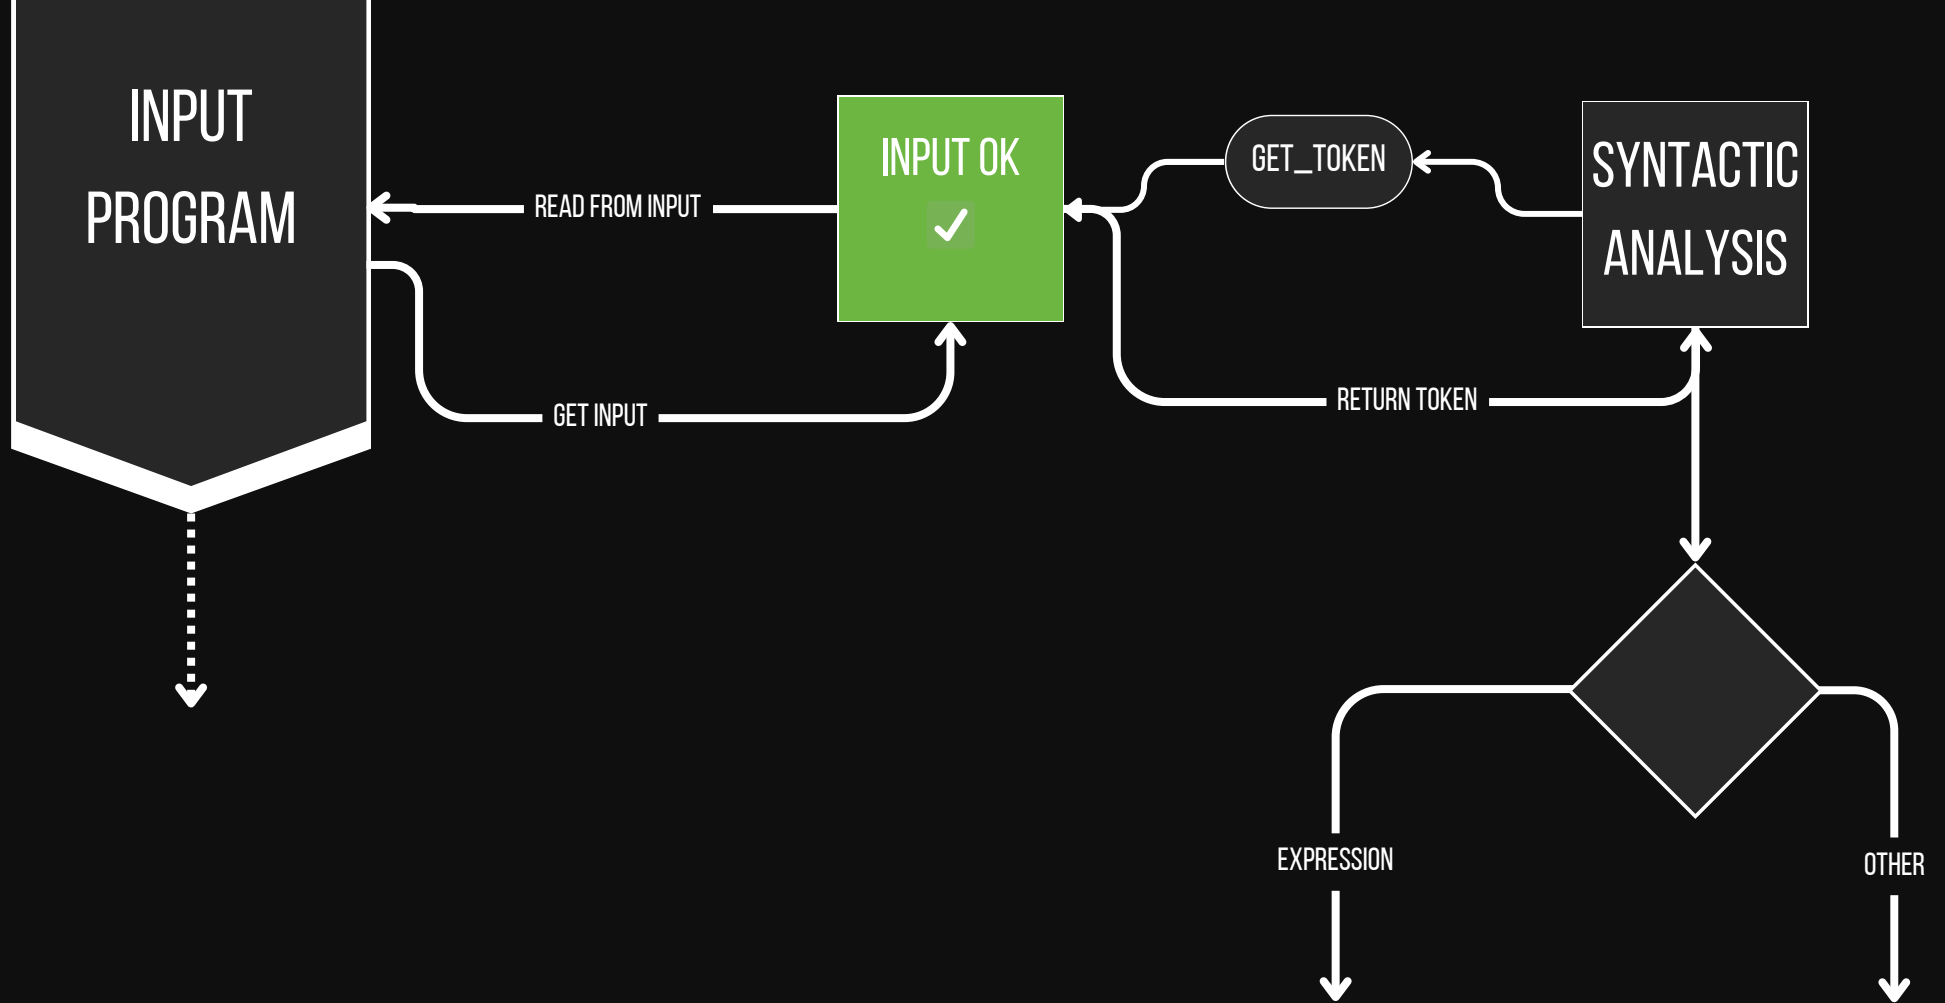 INPUT
PROGRAM
READ FROM INPUT
GET INPUT
INPUT OK
GET_TOKEN
SYNTACTIC
ANALYSIS
RETURN TOKEN
EXPRESSION
OTHER